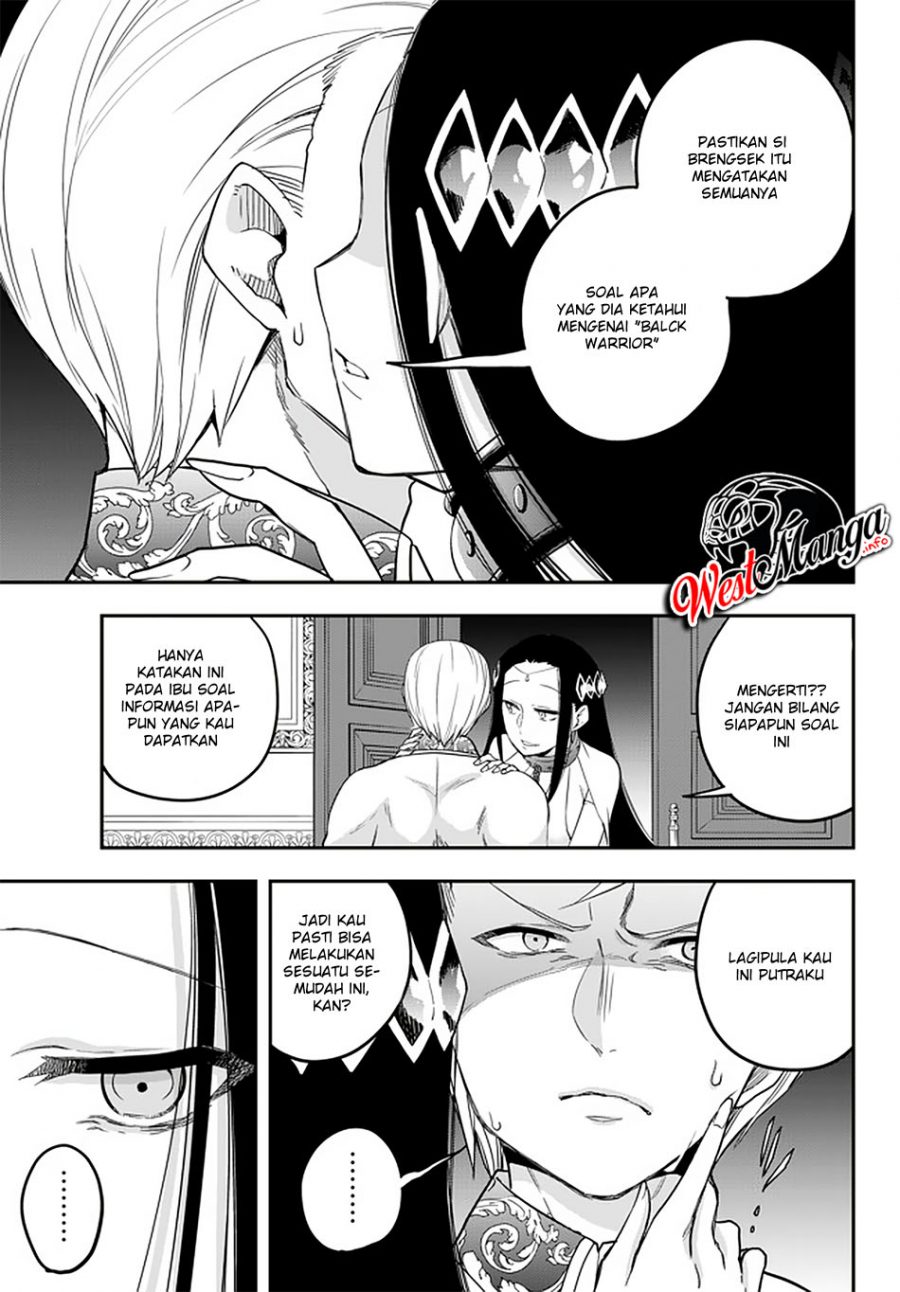 PASTIKAN SI
BRENGSEK ITU
MENGATAKAN
SEMUANYA
SOAL APA
YANG DIA KETAHUI
MENGENAI "BALCK
WARRIOR"
WestManga
.info
MENGERTI??
JANGAN BILANG
SIAPAPUN SOAL
INI
HANYA
KATAKAN INI
PADA IBU SOAL
INFORMASI APA-
PUN YANG KAU
DAPATKAN
LAGIPULA KAU
INI PUTRAKU
JADI KAU
PASTI BISA
MELAKUKAN
SESUATU SE-
MUDAH INI,
KAN?
........
........